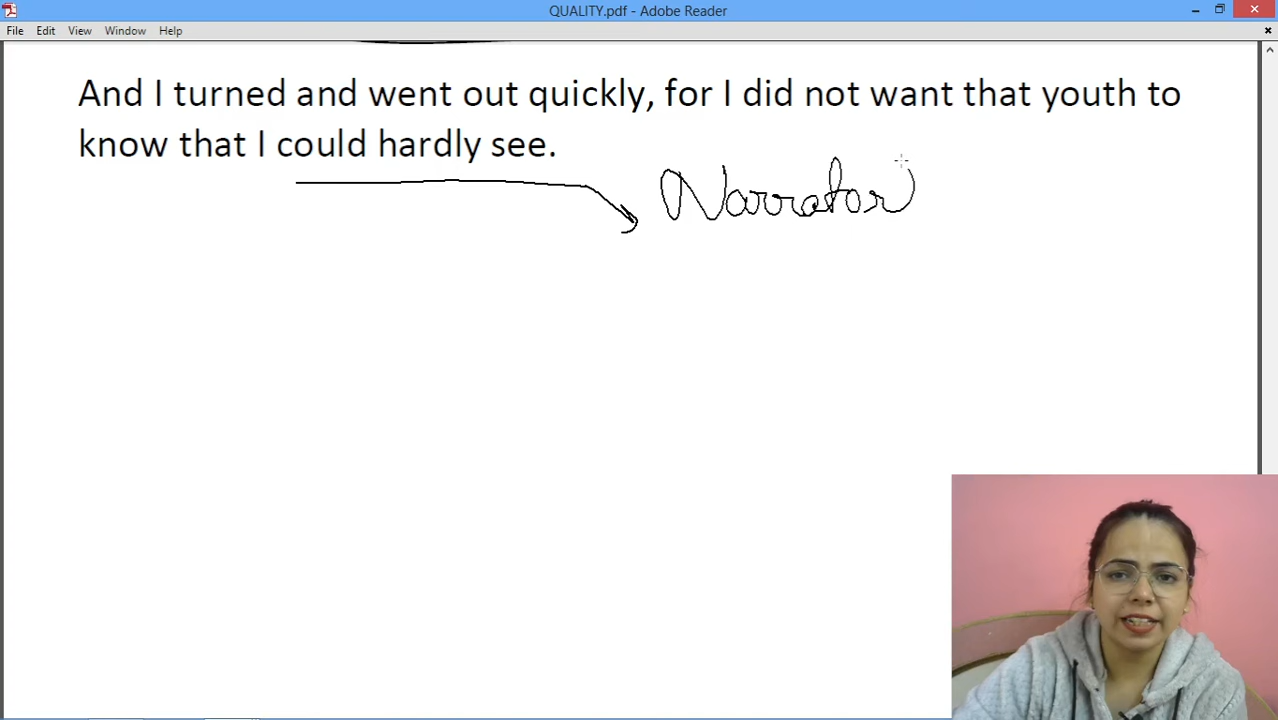 QUALITY.pdf - Adobe Reader
File Edit View Window Help
And I turned and went out quickly, for I did not want that youth to
know that I could hardly see.
Narrator